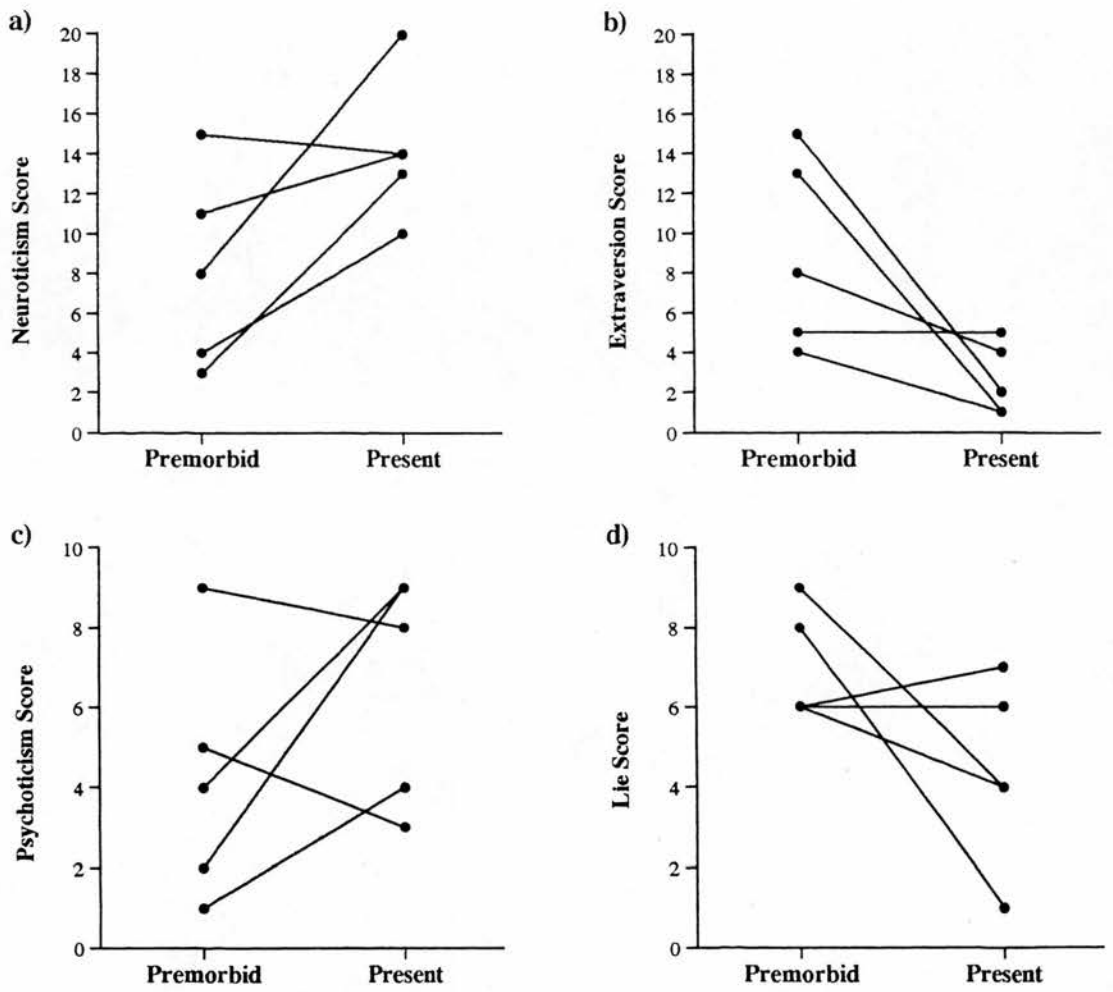 a)
20
18
16
14
12
10
8
6
4
2
0
Neuroticism Score
Premorbid Present
b)
20
18
16
14
12
10
8
6
4
2
0
Extraversion Score
Premorbid Present
c)
10
8
6
4
2
0
Psychoticism Score
Premorbid Present
d)
10
8
6
4
2
0
Lie Score
Premorbid Present